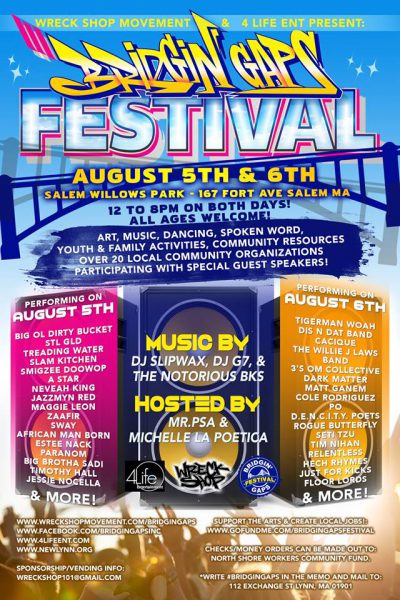 WRECK SHOP MOVEMENT & 4 LIFE ENT PRESENT:
BRIDGIN' GAPS
FESTIVAL
AUGUST 5TH & 6TH
SALEM WILLOWS PARK - 167 FORT AVE SALEM MA
12 TO 8PM ON BOTH DAYS!
ALL AGES WELCOME!
ART, MUSIC, DANCING, SPOKEN WORD,
YOUTH & FAMILY ACTIVITIES, COMMUNITY RESOURCES
OVER 20 LOCAL COMMUNITY ORGANIZATIONS
PARTICIPATING WITH SPECIAL GUEST SPEAKERS!
PERFORMING ON
AUGUST 5TH
BIG OL DIRTY BUCKET
STL GLD
TREADING WATER
SLAM KITCHEN
SMIGZEE DOOWOP
A STAR
NEVEAH KING
JAZZMYN RED
MAGGIE LEON
ZAAFIR
SWAY
AFRICAN MAN BORN
ESTEE NACK
PARANOM
BIG BROTHA SADI
TIMOTHY HALL
JESSIE NOCELLA
& MORE!
MUSIC BY
DJ SLIPWAX, DJ G7, &
THE NOTORIOUS BKS
HOSTED BY
MR.PSA &
MICHELLE LA POETICA
4Life
WRECK
SHOP
BRIDGIN'
FESTIVAL
GAPS
PERFORMING ON
AUGUST 6TH
TIGERMAN WOAH
DIS N DAT BAND
CACIQUE
THE WILLIE J LAWS
BAND
3'S OM COLLECTIVE
DARK MATTER
MATT GANEM
COLE RODRIGUEZ
PO
D.E.N.C.I.T.Y. POETS
ROGUE BUTTERFLY
SETI TZU
TIM NIHAN
RELENTLESS
HECH RHYMES
JUST FOR KICKS
FLOOR LORDS
& MORE!
WWW.WRECKSHOPMOVEMENT.COM/BRIDGINGAPS
WWW.FACEBOOK.COM/BRIDGINGAPSINC
WWW.4LIFEENT.COM
WWW.NEWLYNN.ORG
SPONSORSHIP/VENDING INFO:
WRECKSHOP101@GMAIL.COM
SUPPORT THE ARTS & CREATE LOCAL JOBS!
WWW.GOFUNDME.COM/BRIDGINGAPSFESTIVAL
CHECKS/MONEY ORDERS CAN BE MADE OUT TO:
NORTH SHORE WORKERS COMMUNITY FUND.
*WRITE #BRIDGINGAPS IN THE MEMO AND MAIL TO:
112 EXCHANGE ST LYNN, MA 01901